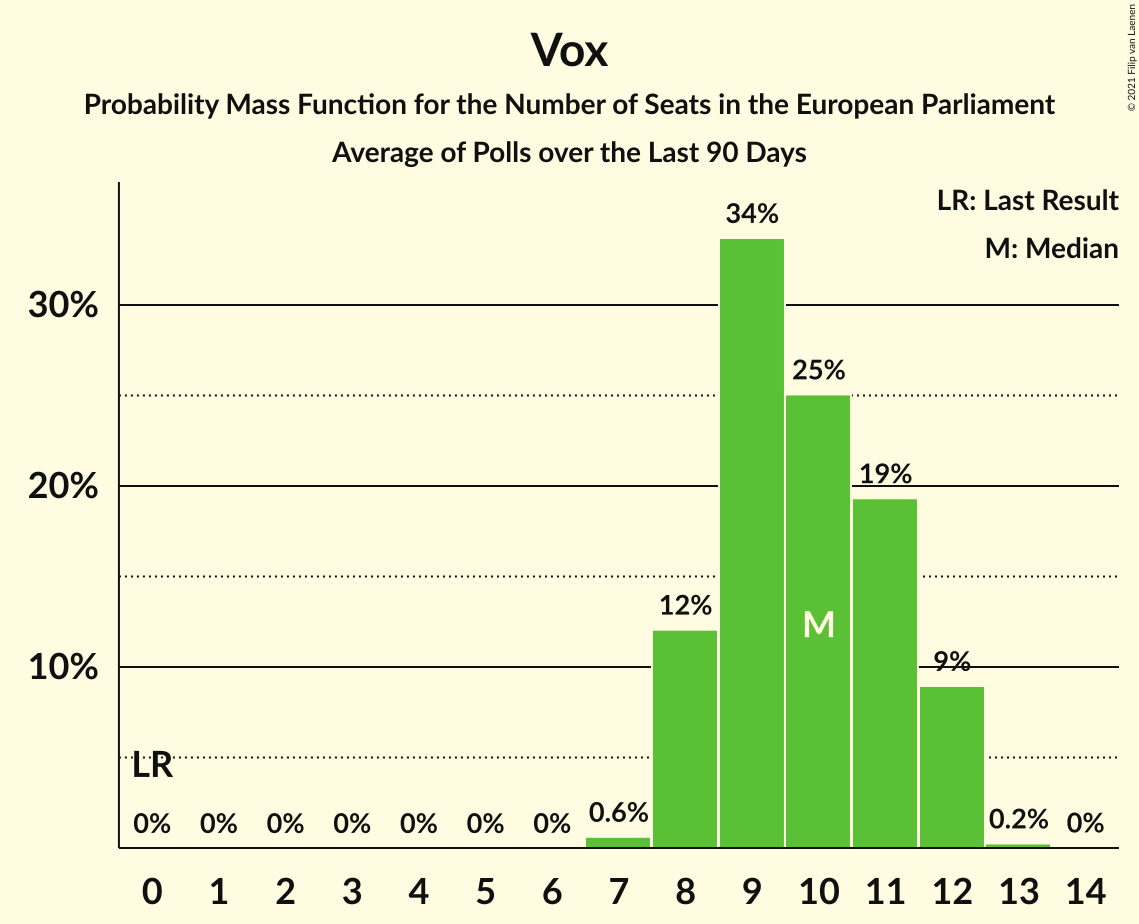 Vox
Probability Mass Function for the Number of Seats in the European Parliament
Average of Polls over the Last 90 Days
© 2021 Filip van Laenen
LR: Last Result
M: Median
34%
30%
25%
20%
19%
12%
M
10%
9%
LR
0% 0% 0% 0% 0% 0% 0% 0.6% 0.2% 0%
0 1 2 3 4 5 6 7 8 9 10 11 12 13 14